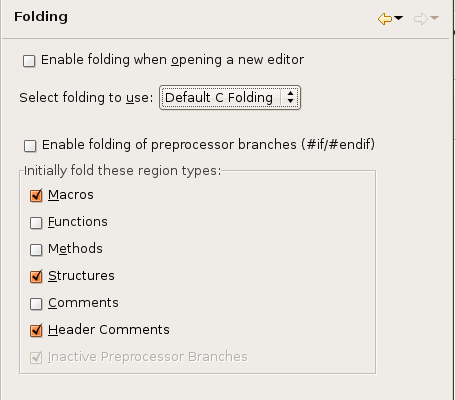 Folding
Enable folding when opening a new editor
Select folding to use: Default C Folding
Enable folding of preprocessor branches (#if/#endif)
Initially fold these region types:
Macros
Functions
Methods
Structures
Comments
Header Comments
Inactive Preprocessor Branches